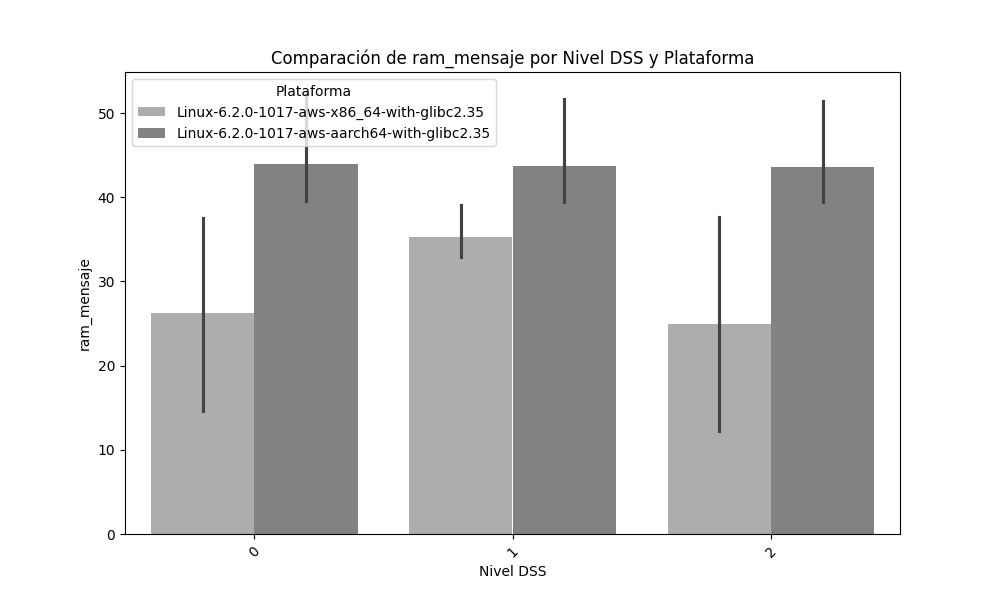 Comparación de ram_mensaje por Nivel DSS y Plataforma
Plataforma
Linux-6.2.0-1017-aws-x86_64-with-glibc2.35
Linux-6.2.0-1017-aws-aarch64-with-glibc2.35
50
40
30
20
10
0
ram_mensaje
0
1
2
Nivel DSS